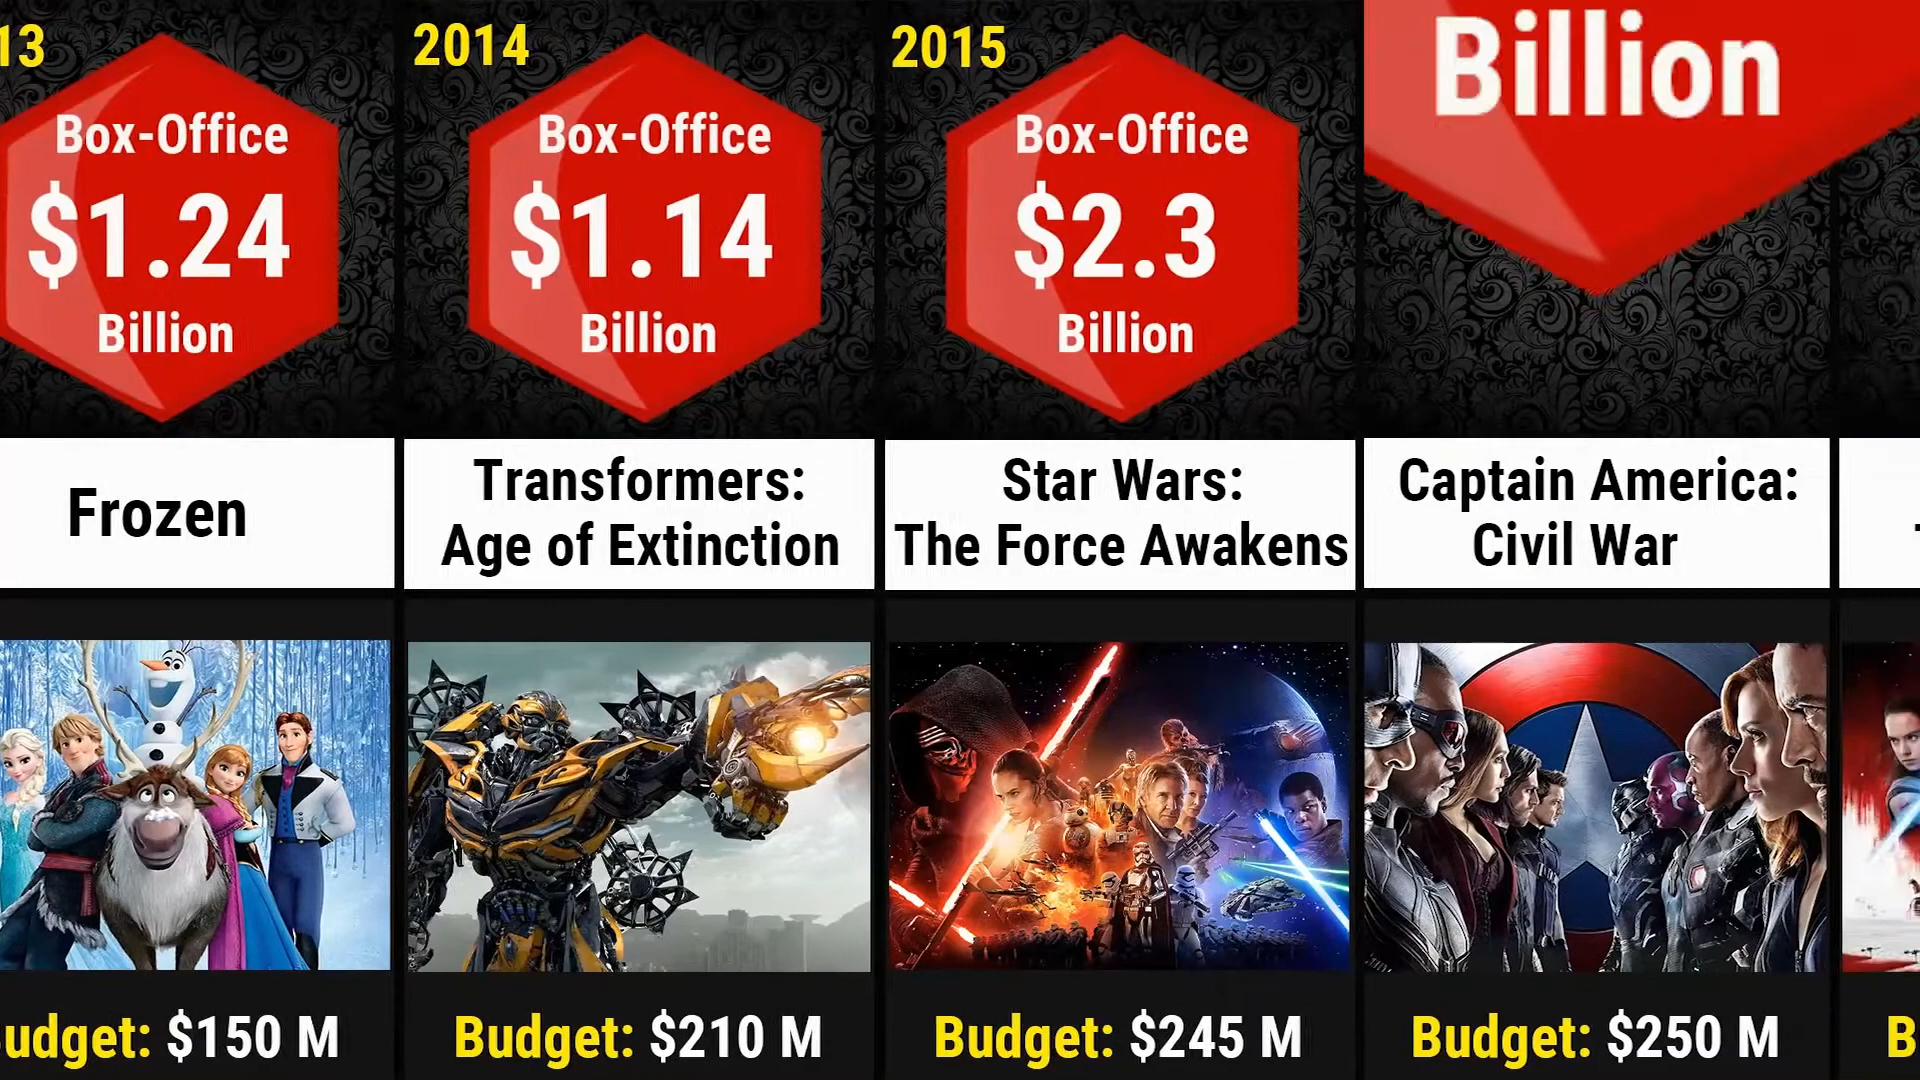 13
Box-Office
$1.24
Billion
Frozen
udget: $150 M
2014
Box-Office
$1.14
Billion
Transformers:
Age of Extinction
Budget: $210 M
2015
Box-Office
$2.3
Billion
Star Wars:
The Force Awakens
Budget: $245 M
Billion
Captain America:
Civil War
Budget: $250 M
B